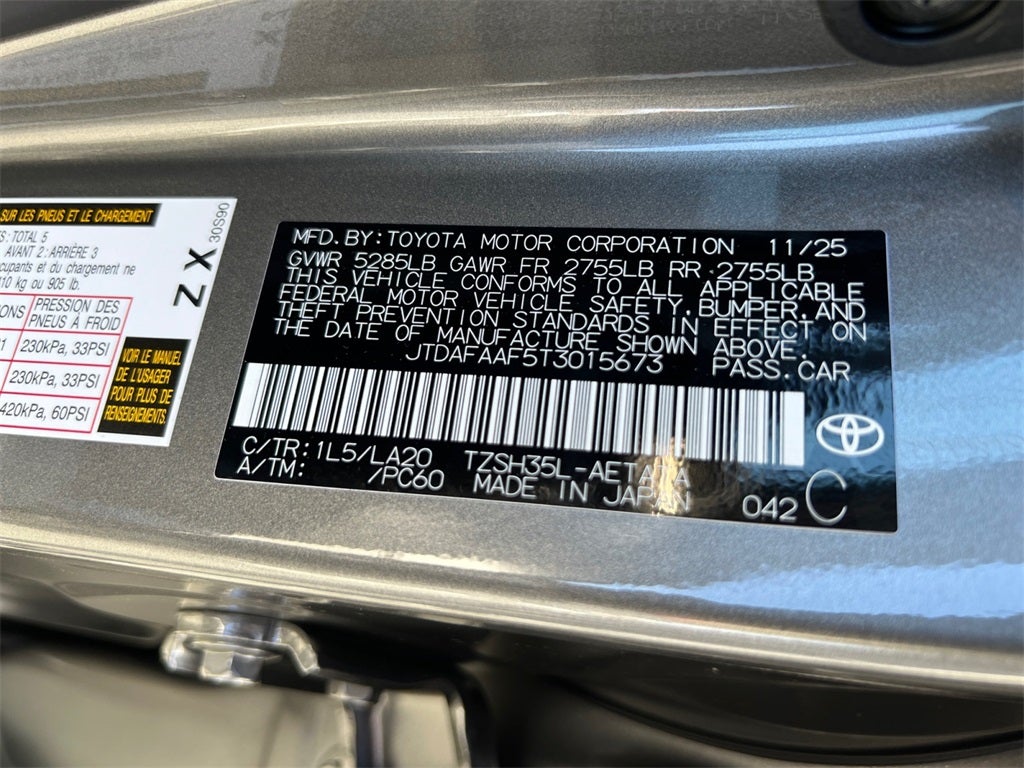 SUR LES PNEUS ET LE CHARGEMENT
TOTAL 5
AVANT 2 : ARRIÈRE 3
cupants et du chargement ne
10 kg ou 905 lb.
IONS
PRESSION DES
PNEUS À FROID
230kPa, 33PSI
230kPa, 33PSI
420kPa, 60PSI
VOIR LE MANUEL
DE L'USAGER
POUR PLUS DE
RENSEIGNEMENTS.
Z X
30S90
MFD.BY:TOYOTA MOTOR CORPORATION 11/25
GVWR 5285LB GAWR FR 2755LB RR 2755LB
THIS VEHICLE CONFORMS TO ALL APPLICABLE
FEDERAL MOTOR VEHICLE SAFETY,BUMPER,AND
THEFT PREVENTION STANDARDS IN EFFECT ON
THE DATE OF MANUFACTURE SHOWN ABOVE.
JTDAFAAF5T3015673 PASS.CAR
C/TR: 1L5/LA20 
A/TM: /PC60 MADE IN JAPAN
042 C